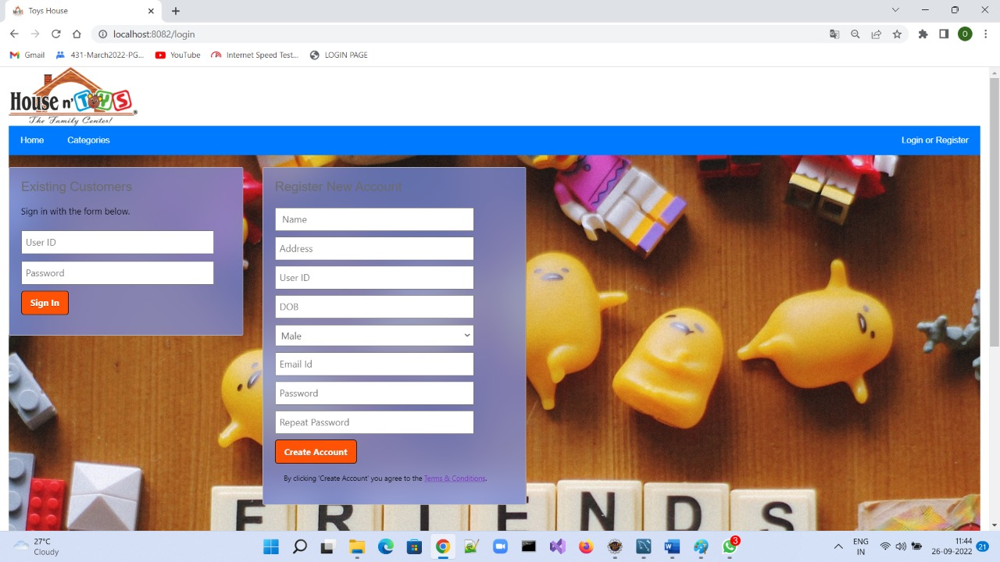 Toys House
localhost:8082/login
O
Gmail
431-March2022-PG...
YouTube
Internet Speed Test...
LOGIN PAGE
House n' TOYS ®
The Family Center!
Home
Categories
Login or Register
Existing Customers
Sign in with the form below.
User ID
Password
Sign In
Register New Account
Name
Address
User ID
DOB
Male
Email Id
Password
Repeat Password
Create Account
By clicking 'Create Account' you agree to the Terms & Conditions.
FRIENDS
27°C
Cloudy
3
ENG
IN
11:44
26-09-2022
21